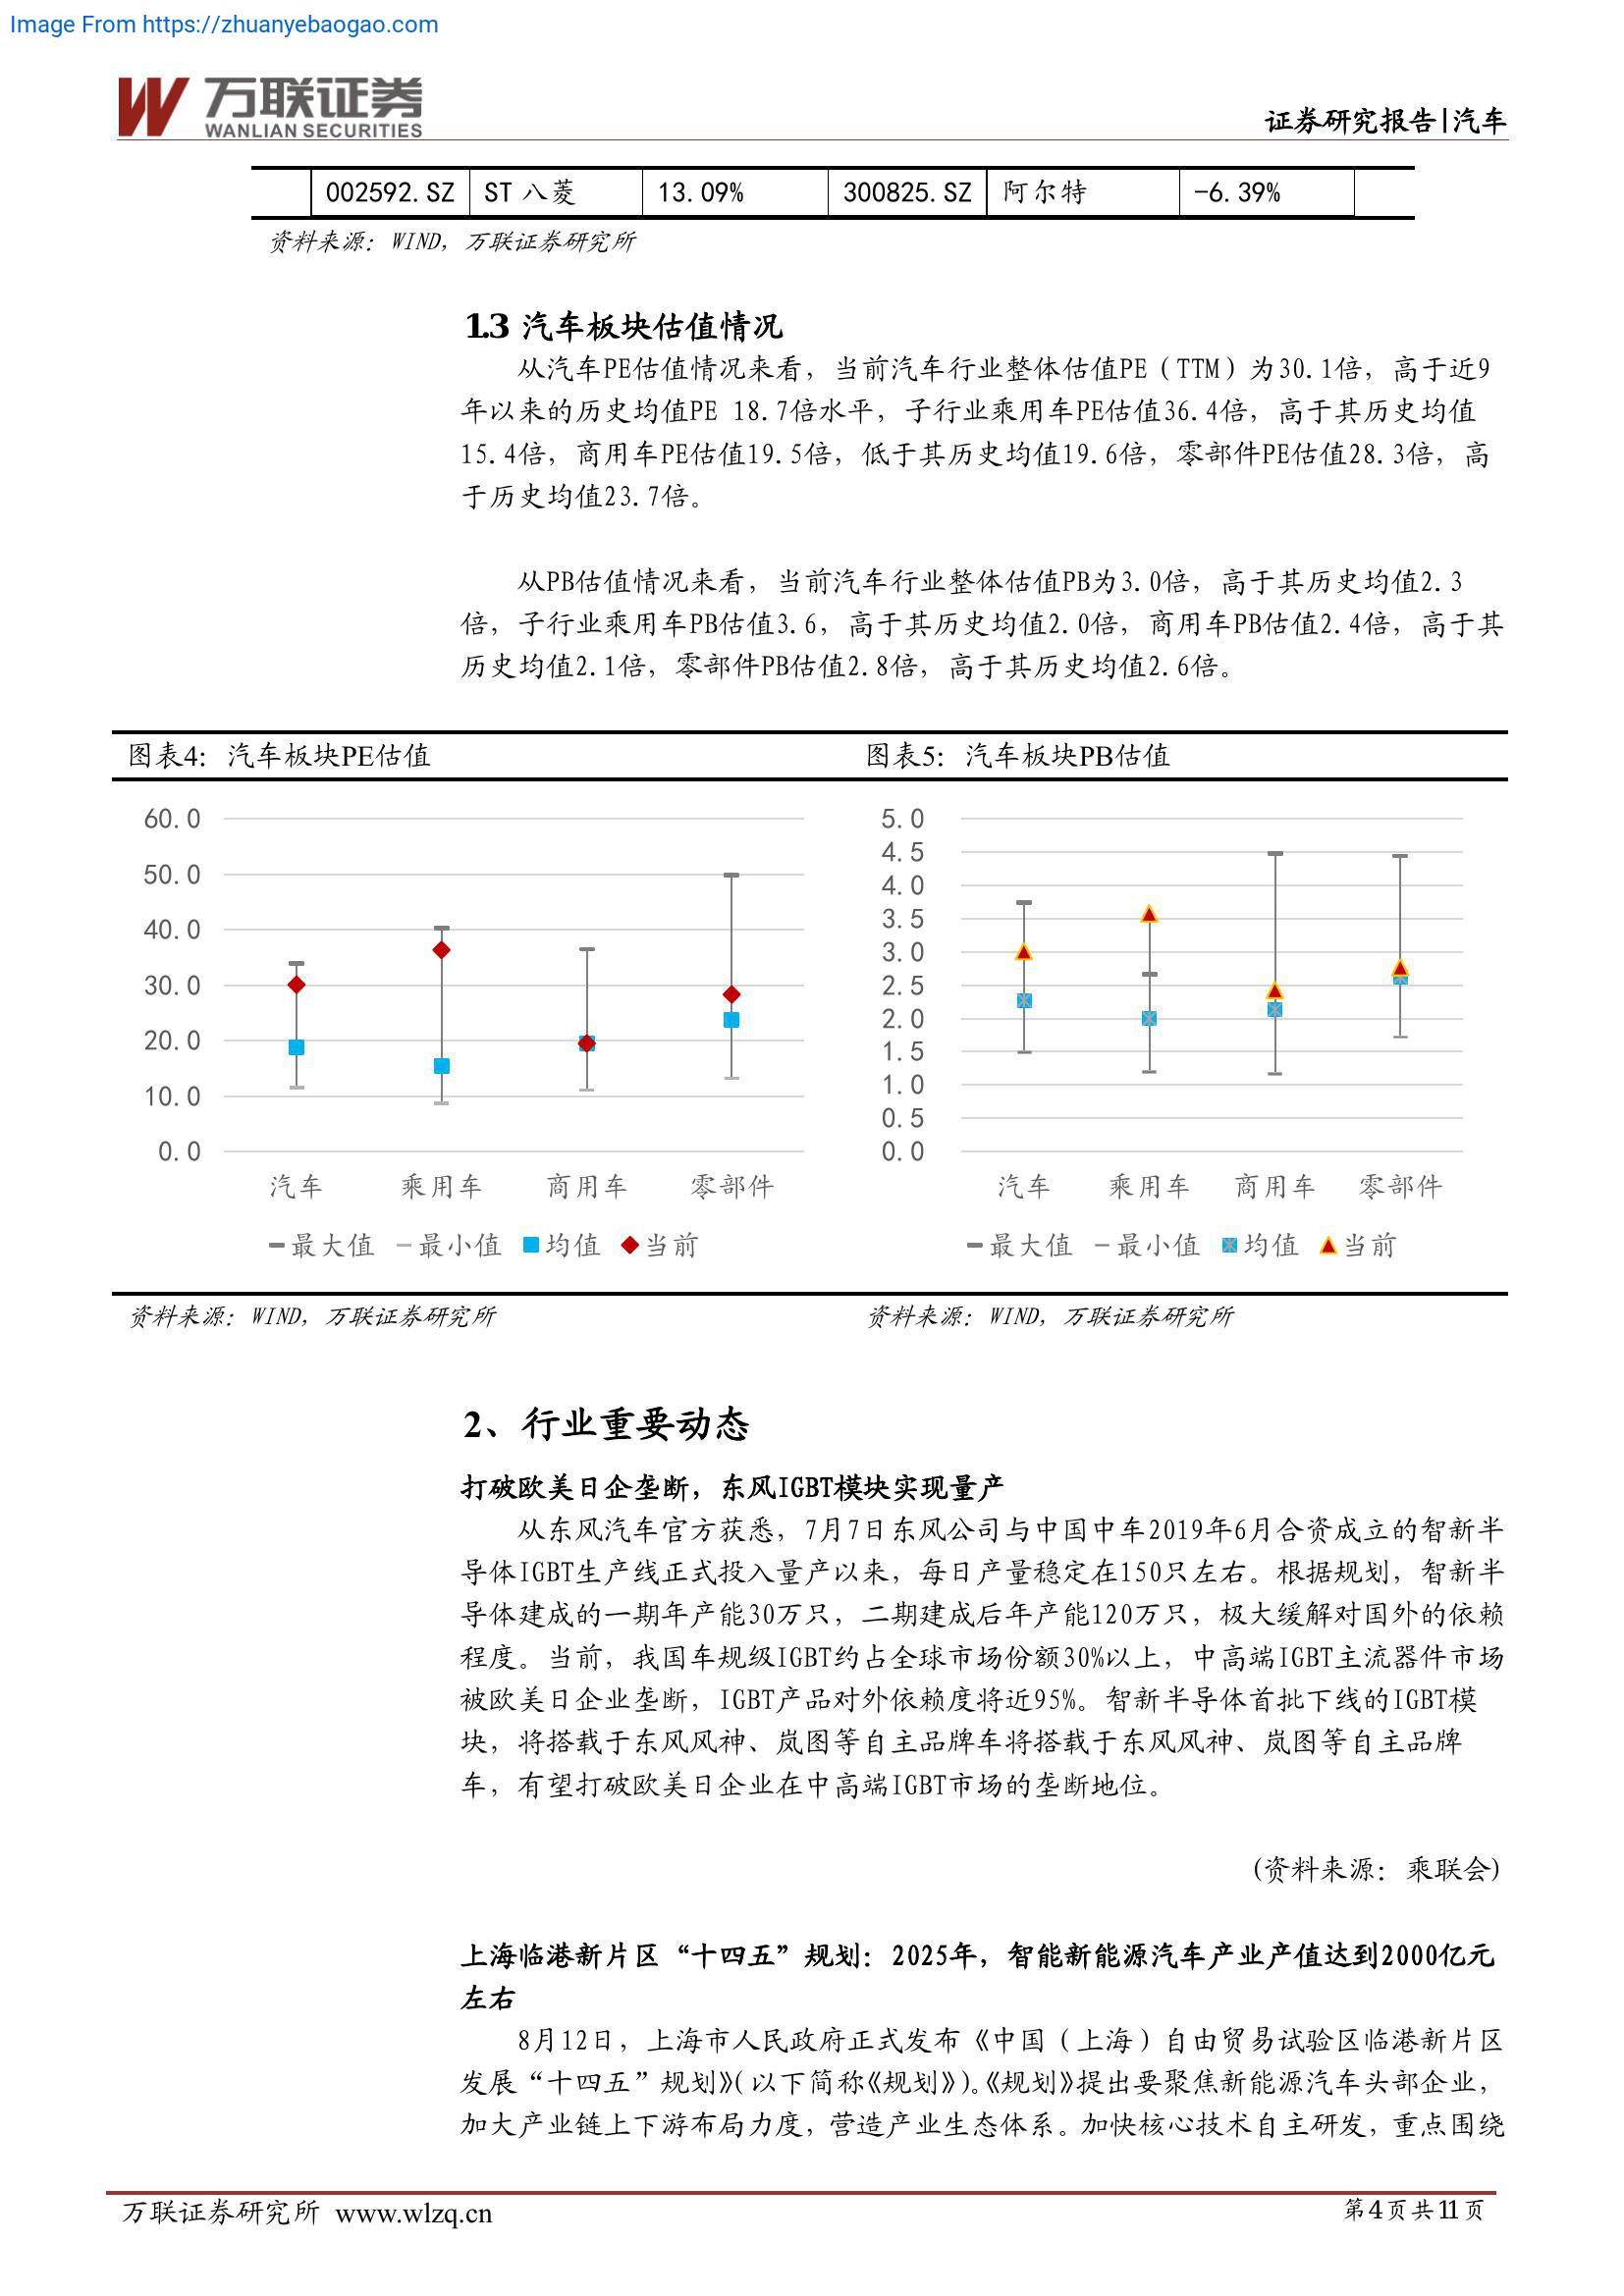 Image From https://zhuanyebaogao.com
万联证券
WANLIAN SECURITIES
证券研究报告|汽车
002592.SZ ST 八菱 13.09% 300825.SZ 阿尔特 -6.39%
资料来源：WIND，万联证券研究所
1.3 汽车板块估值情况
从汽车PE估值情况来看，当前汽车行业整体估值PE（TTM）为30.1倍，高于近9
年以来的历史均值PE 18.7倍水平，子行业乘用车PE估值36.4倍，高于其历史均值
15.4倍，商用车PE估值19.5倍，低于其历史均值19.6倍，零部件PE估值28.3倍，高
于历史均值23.7倍。
从PB估值情况来看，当前汽车行业整体估值PB为3.0倍，高于其历史均值2.3
倍，子行业乘用车PB估值3.6，高于其历史均值2.0倍，商用车PB估值2.4倍，高于其
历史均值2.1倍，零部件PB估值2.8倍，高于其历史均值2.6倍。
图表4：汽车板块PE估值
60.0
50.0
40.0
30.0
20.0
10.0
0.0
汽车 乘用车 商用车 零部件
最大值 最小值 均值 当前
资料来源：WIND，万联证券研究所
图表5：汽车板块PB估值
5.0
4.5
4.0
3.5
3.0
2.5
2.0
1.5
1.0
0.5
0.0
汽车 乘用车 商用车 零部件
最大值 最小值 均值 当前
资料来源：WIND，万联证券研究所
2、行业重要动态
打破欧美日企垄断，东风IGBT模块实现量产
从东风汽车官方获悉，7月7日东风公司与中国中车2019年6月合资成立的智新半
导体IGBT生产线正式投入量产以来，每日产量稳定在150只左右。根据规划，智新半
导体建成的一期年产能30万只，二期建成后年产能120万只，极大缓解对国外的依赖
程度。当前，我国车规级IGBT约占全球市场份额30%以上，中高端IGBT主流器件市场
被欧美日企业垄断，IGBT产品对外依赖度将近95%。智新半导体首批下线的IGBT模
块，将搭载于东风风神、岚图等自主品牌车将搭载于东风风神、岚图等自主品牌
车，有望打破欧美日企业在中高端IGBT市场的垄断地位。
(资料来源：乘联会)
上海临港新片区“十四五”规划：2025年，智能新能源汽车产业产值达到2000亿元
左右
8月12日，上海市人民政府正式发布《中国（上海）自由贸易试验区临港新片区
发展“十四五”规划》(以下简称《规划》)。《规划》提出要聚焦新能源汽车头部企业，
加大产业链上下游布局力度，营造产业生态体系。加快核心技术自主研发，重点围绕
万联证券研究所 www.wlzq.cn
第4页共11页